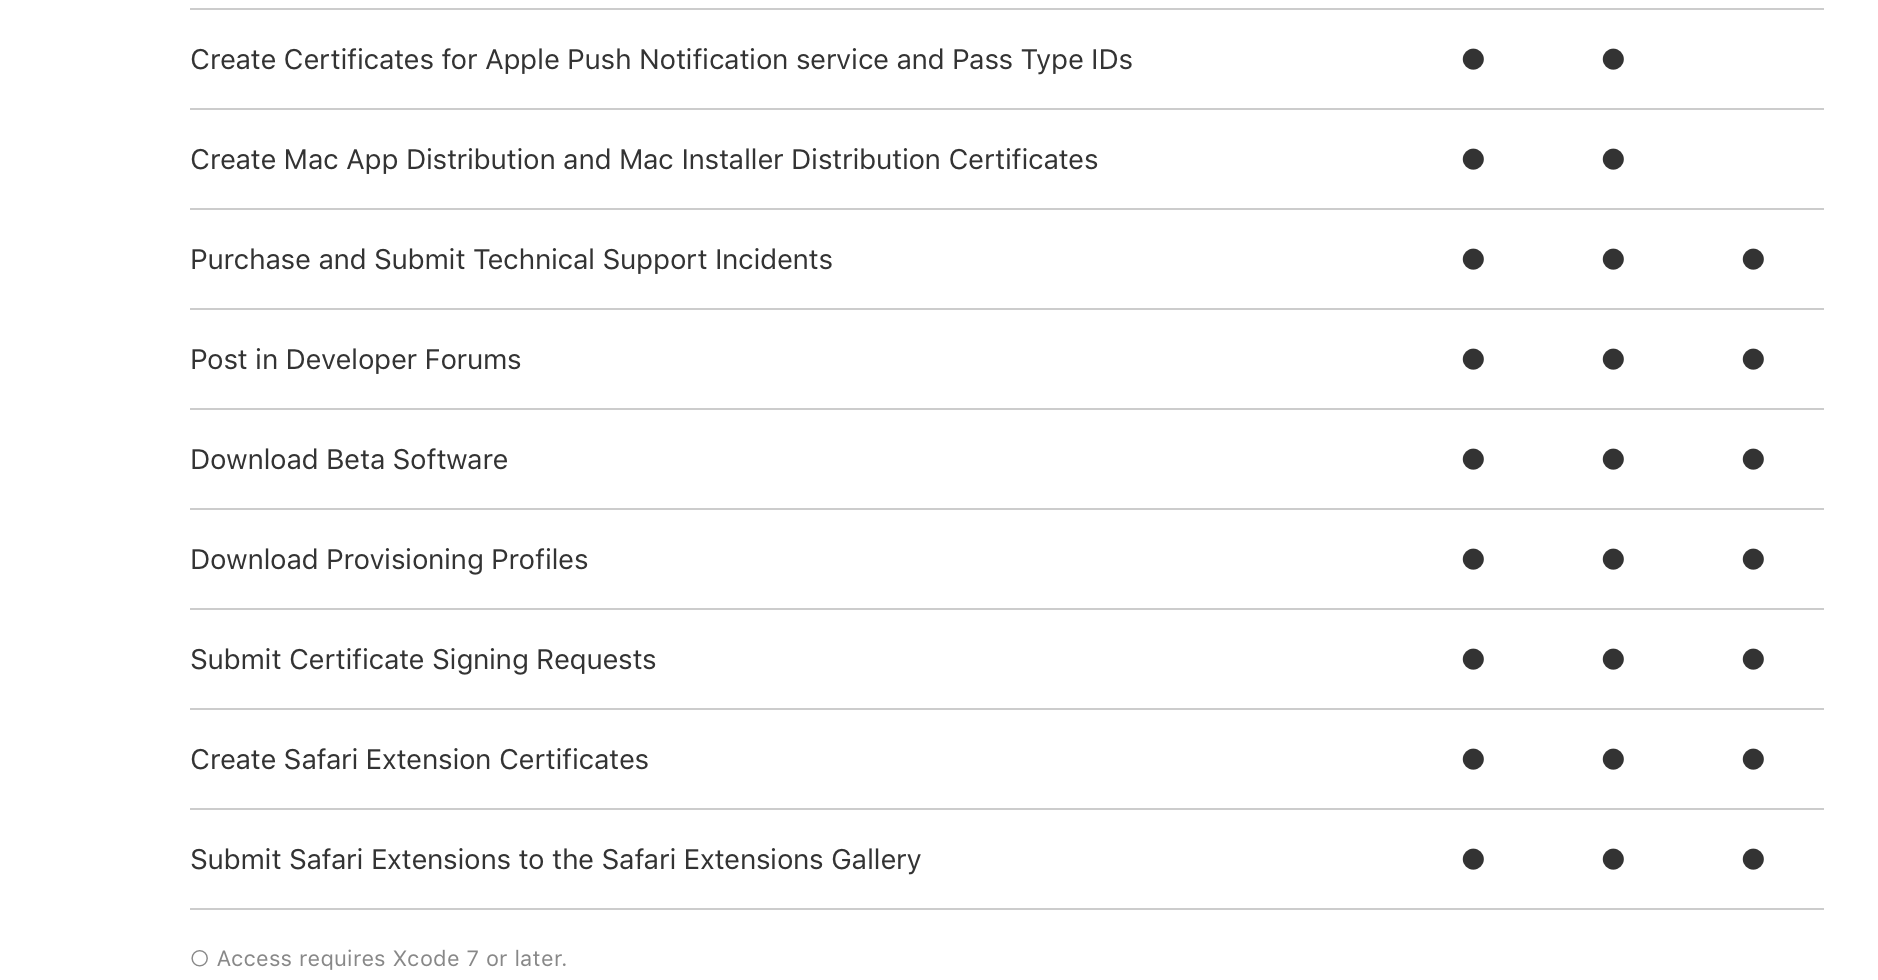 Create Certificates for Apple Push Notification service and Pass Type IDs
Create Mac App Distribution and Mac Installer Distribution Certificates
Purchase and Submit Technical Support Incidents
Post in Developer Forums
Download Beta Software
Download Provisioning Profiles
Submit Certificate Signing Requests
Create Safari Extension Certificates
Submit Safari Extensions to the Safari Extensions Gallery
Access requires Xcode 7 or later.